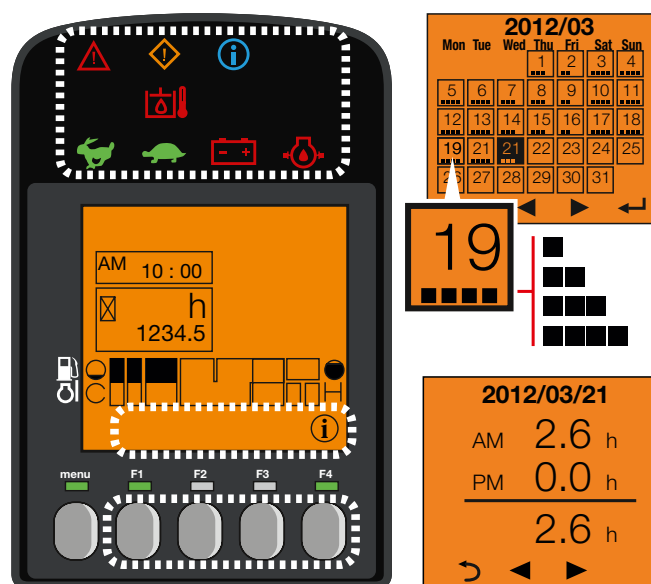 AM 10 : 00
h
1234.5
C H
i
menu F1 F2 F3 F4
2012/03
Mon Tue Wed Thu Fri Sat Sun
1 2 3 4
5 6 7 8 9 10 11
12 13 14 15 16 17 18
19 21 21 22 23 24 25
26 27 28 29 30 31
19
2012/03/21
AM 2.6 h
PM 0.0 h
2.6 h